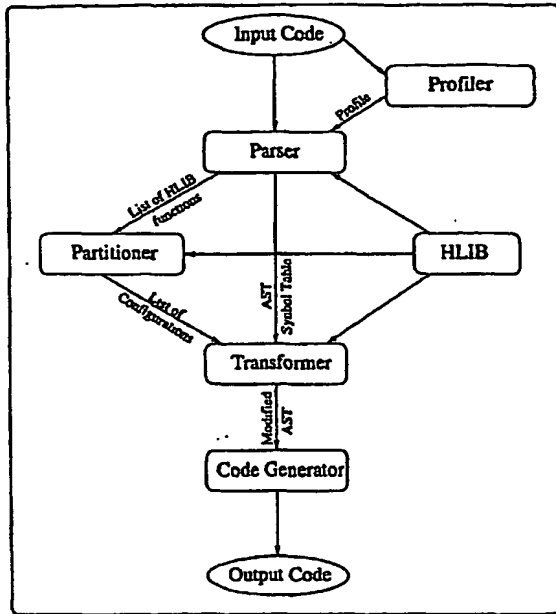 Input Code
Profiler
Profile
Parser
List of HLIB
functions
Partitioner
HLIB
AST
Symbol Table
List of
Configurations
Transformer
Modified
AST
Code Generator
Output Code